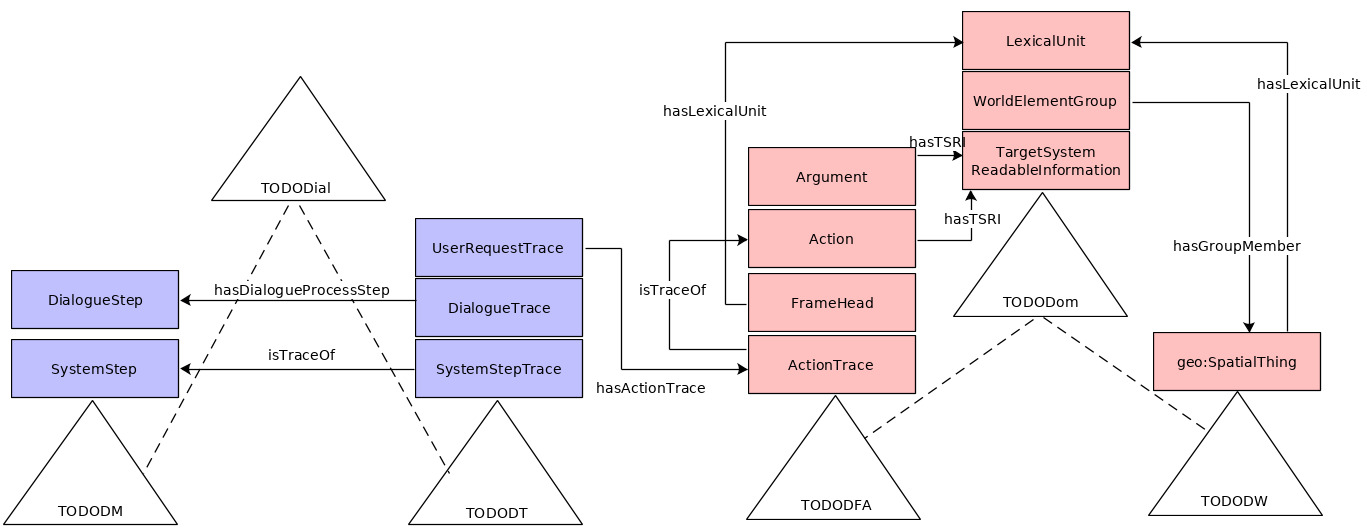 LexicalUnit
hasLexicalUnit
WorldElementGroup
hasLexicalUnit
hasTSRI
TargetSystem
ReadableInformation
Argument
TODODial
hasTSRI
Action
UserRequestTrace
hasGroupMember
hasDialogueProcessStep
isTraceOf
DialogueStep
DialogueTrace
FrameHead
TODODom
isTraceOf
SystemStep
SystemStepTrace
hasActionTrace
ActionTrace
geo:SpatialThing
TODODM
TODODT
TODODFA
TODODW